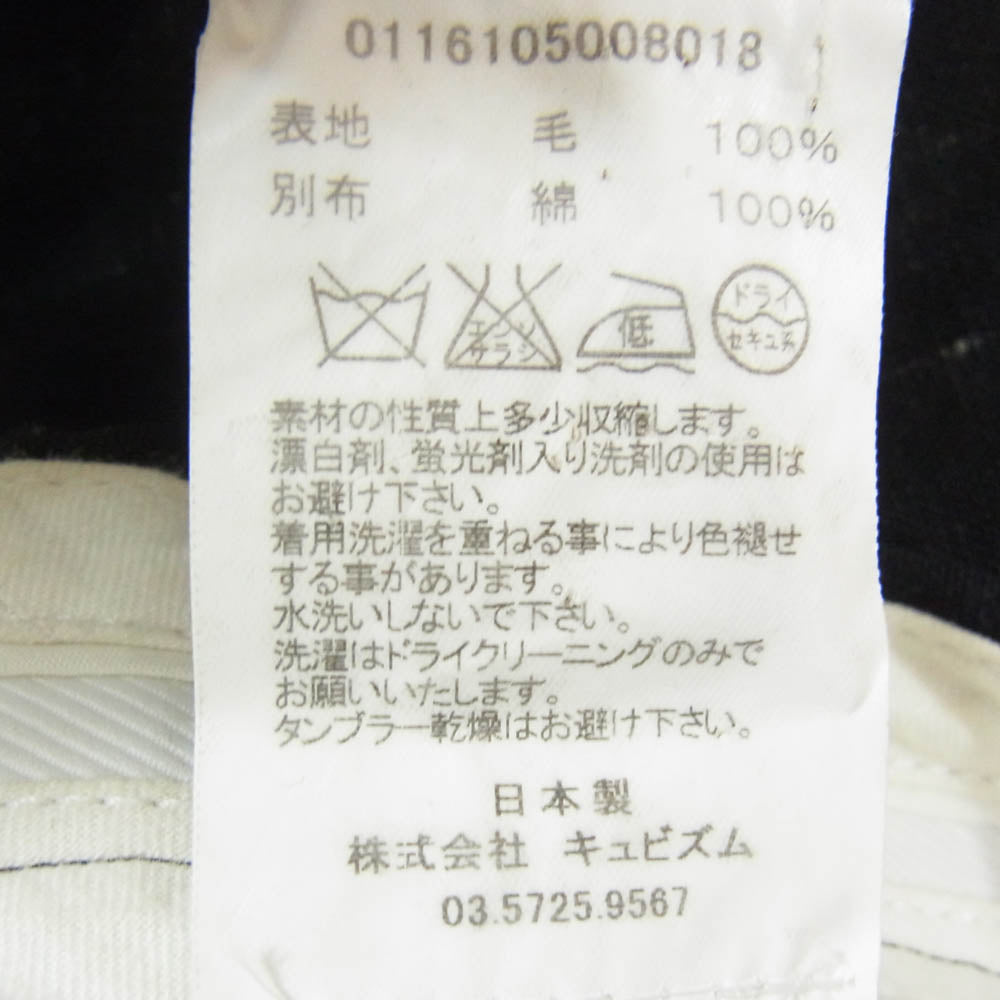 0116105008018
表地 毛 100%
別布 綿 100%
エンソ
サラシ
低
ドライ
セキユ系
素材の性質上多少収縮します。
漂白剤、蛍光剤入り洗剤の使用は
お避け下さい。
着用洗濯を重ねる事により色褪せ
する事があります。
水洗いしないで下さい。
洗濯はドライクリーニングのみで
お願いいたします。
タンブラー乾燥はお避け下さい。
日本製
株式会社 キュビズム
03.5725.9567